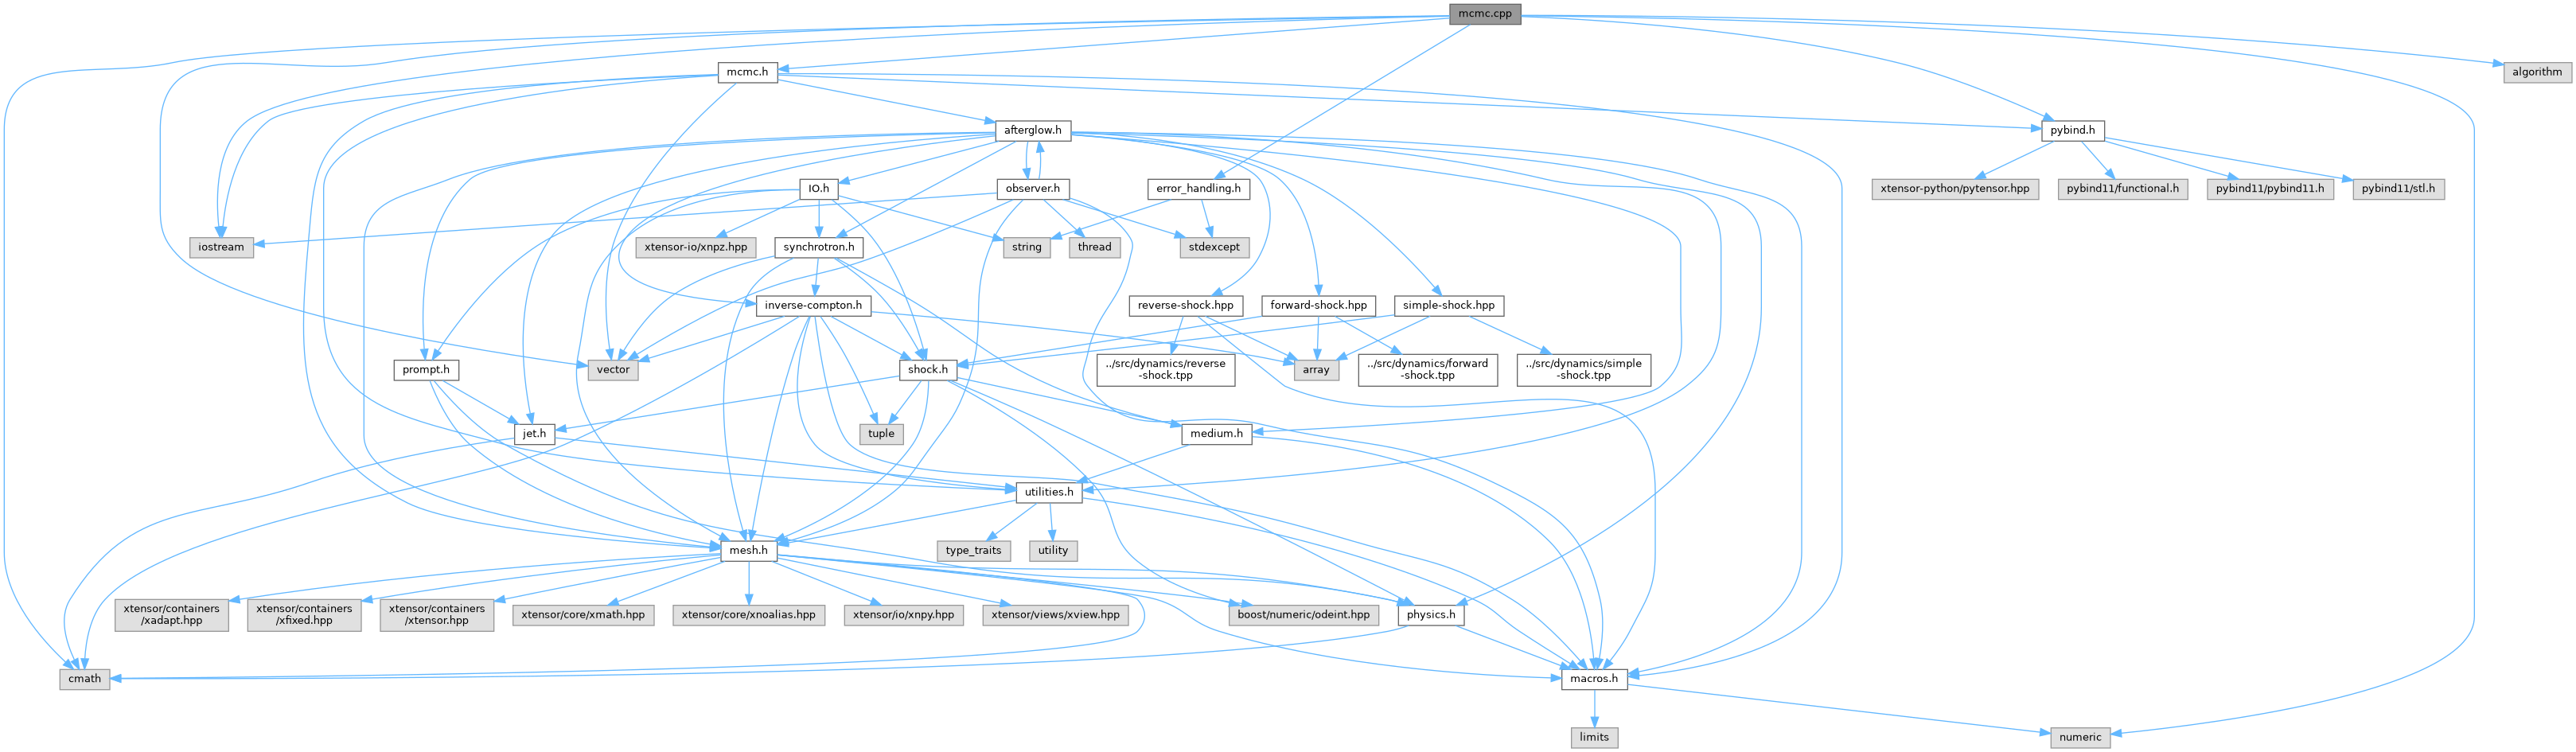 mcmc.cpp
mcmc.h
algorithm
afterglow.h
pybind.h
IO.h
observer.h
error_handling.h
xtensor-python/pytensor.hpp
pybind11/functional.h
pybind11/pybind11.h
pybind11/stl.h
iostream
xtensor-io/xnpz.hpp
synchrotron.h
string
thread
stdexcept
inverse-compton.h
reverse-shock.hpp
forward-shock.hpp
simple-shock.hpp
prompt.h
vector
shock.h
../src/dynamics/reverse
-shock.tpp
array
../src/dynamics/forward
-shock.tpp
../src/dynamics/simple
-shock.tpp
jet.h
tuple
medium.h
utilities.h
mesh.h
type_traits
utility
xtensor/containers
/xadapt.hpp
xtensor/containers
/xfixed.hpp
xtensor/containers
/xtensor.hpp
xtensor/core/xmath.hpp
xtensor/core/xnoalias.hpp
xtensor/io/xnpy.hpp
xtensor/views/xview.hpp
boost/numeric/odeint.hpp
physics.h
cmath
macros.h
limits
numeric